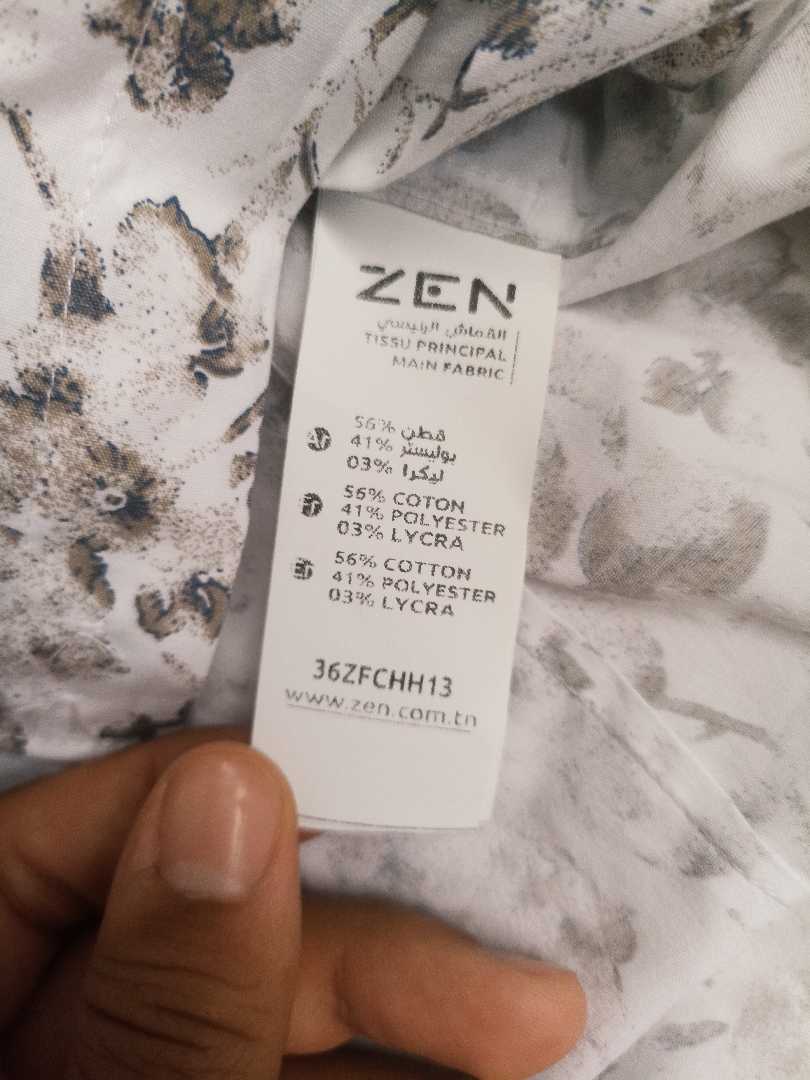 ZEN
القماش الرئيسي
TISSU PRINCIPAL
MAIN FABRIC
AR
56% قطن
41% بوليستر
03% ليكرا
56% COTON
41% POLYESTER
03% LYCRA
56% COTTON
41% POLYESTER
03% LYCRA
36ZFCHH13
www.zen.com.tn